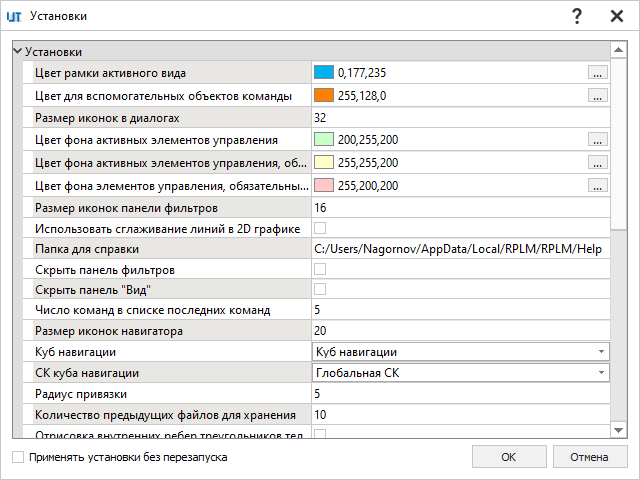 UT Установки ?
Установки
Цвет рамки активного вида 0,177,235 ...
Цвет для вспомогательных объектов команды 255,128,0 ...
Размер иконок в диалогах 32
Цвет фона активных элементов управления 200,255,200 ...
Цвет фона активных элементов управления, об... 255,255,200 ...
Цвет фона элементов управления, обязательны... 255,200,200 ...
Размер иконок панели фильтров 16
Использовать сглаживание линий в 2D графике
Папка для справки C:/Users/Nagornov/AppData/Local/RPLM/RPLM/Help
Скрыть панель фильтров
Скрыть панель "Вид"
Число команд в списке последних команд 5
Размер иконок навигатора 20
Куб навигации Куб навигации
СК куба навигации Глобальная СК
Радиус привязки 5
Количество предыдущих файлов для хранения 10
Отрисовка внутренних ребер треугольников тел
Применять установки без перезапуска OK Отмена